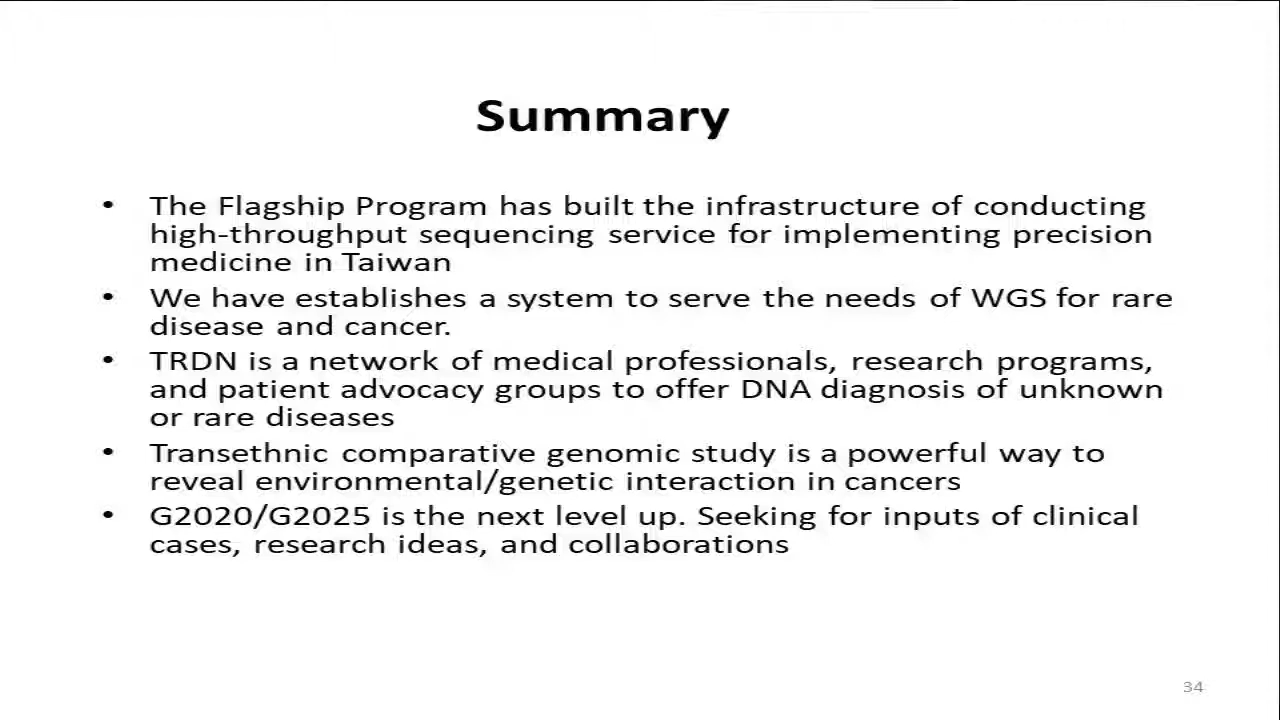 Summary
• The Flagship Program has built the infrastructure of conducting
high-throughput sequencing service for implementing precision
medicine in Taiwan
• We have establishes a system to serve the needs of WGS for rare
disease and cancer.
• TRDN is a network of medical professionals, research programs,
and patient advocacy groups to offer DNA diagnosis of unknown
or rare diseases
• Transethnic comparative genomic study is a powerful way to
reveal environmental/genetic interaction in cancers
• G2020/G2025 is the next level up. Seeking for inputs of clinical
cases, research ideas, and collaborations
34